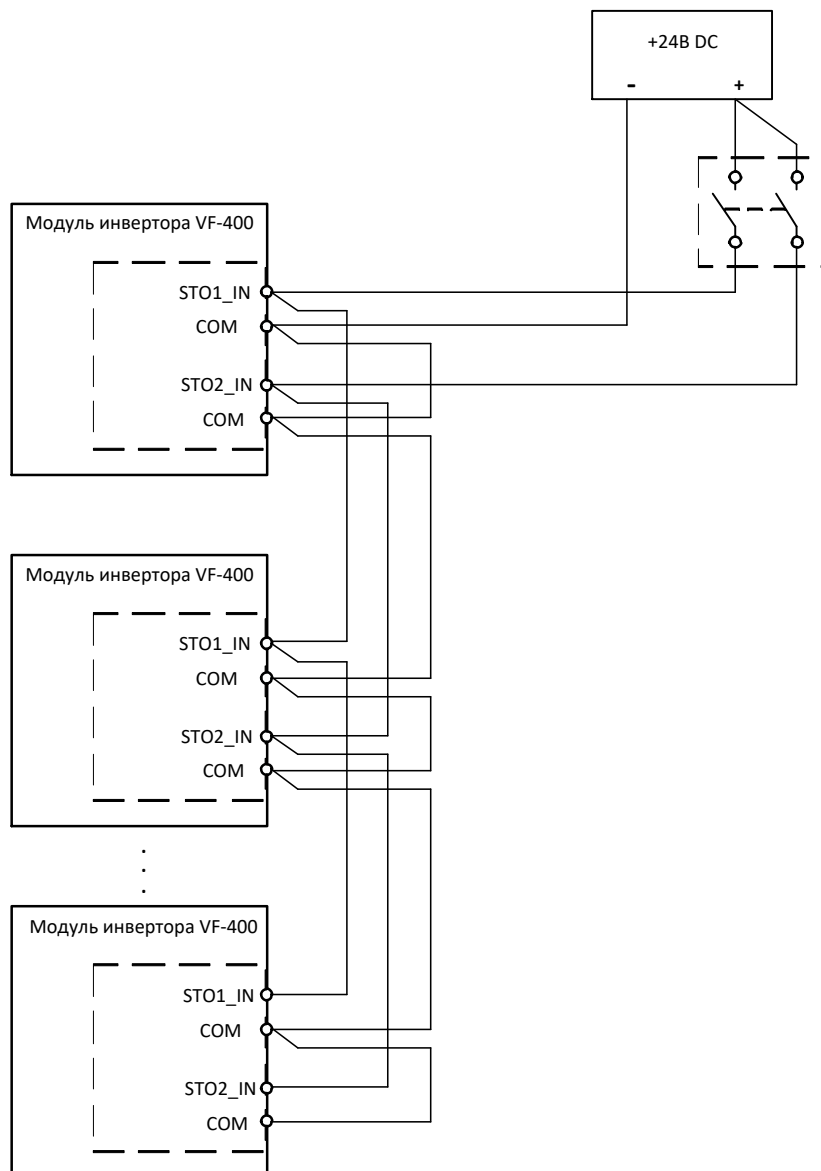 +24В DC
- +
Модуль инвертора VF-400
STO1_IN
COM
STO2_IN
COM
Модуль инвертора VF-400
STO1_IN
COM
STO2_IN
COM
Модуль инвертора VF-400
STO1_IN
COM
STO2_IN
COM